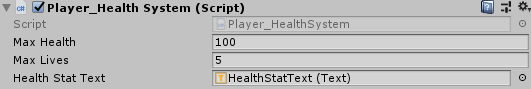 Player_Health System (Script)
Script Player_HealthSystem
Max Health 100
Max Lives 5
Health Stat Text HealthStatText (Text)